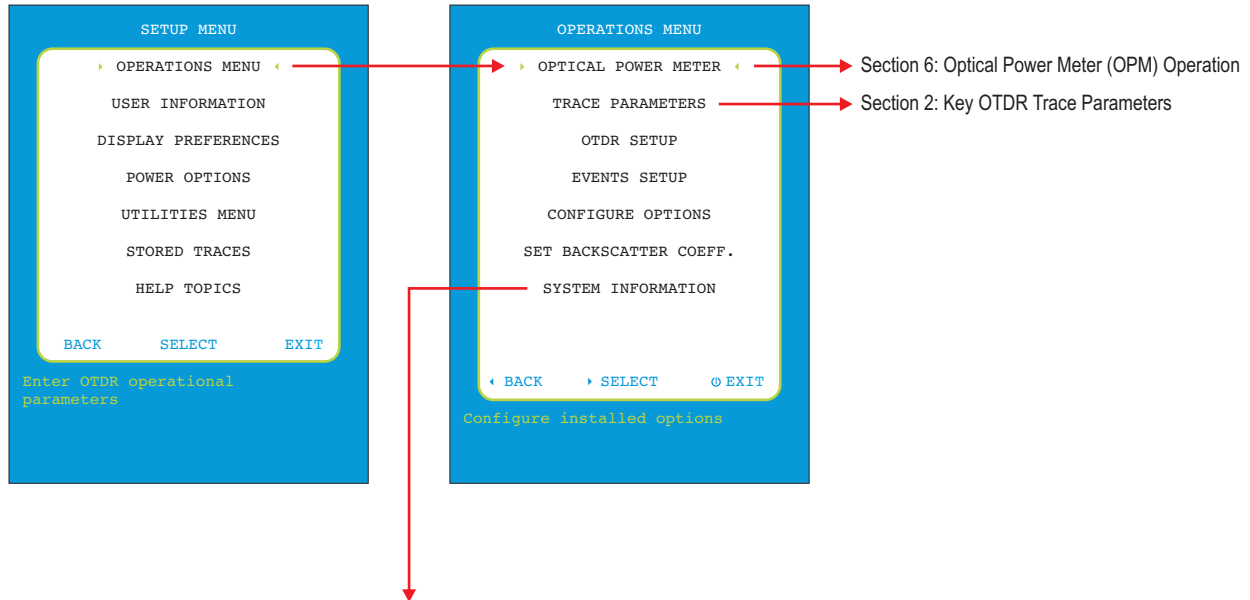 SETUP MENU
OPERATIONS MENU
USER INFORMATION
DISPLAY PREFERENCES
POWER OPTIONS
UTILITIES MENU
STORED TRACES
HELP TOPICS
BACK SELECT EXIT
Enter OTDR operational
parameters
OPERATIONS MENU
OPTICAL POWER METER
TRACE PARAMETERS
OTDR SETUP
EVENTS SETUP
CONFIGURE OPTIONS
SET BACKSCATTER COEFF.
SYSTEM INFORMATION
BACK SELECT EXIT
Configure installed options
Section 6: Optical Power Meter (OPM) Operation
Section 2: Key OTDR Trace Parameters